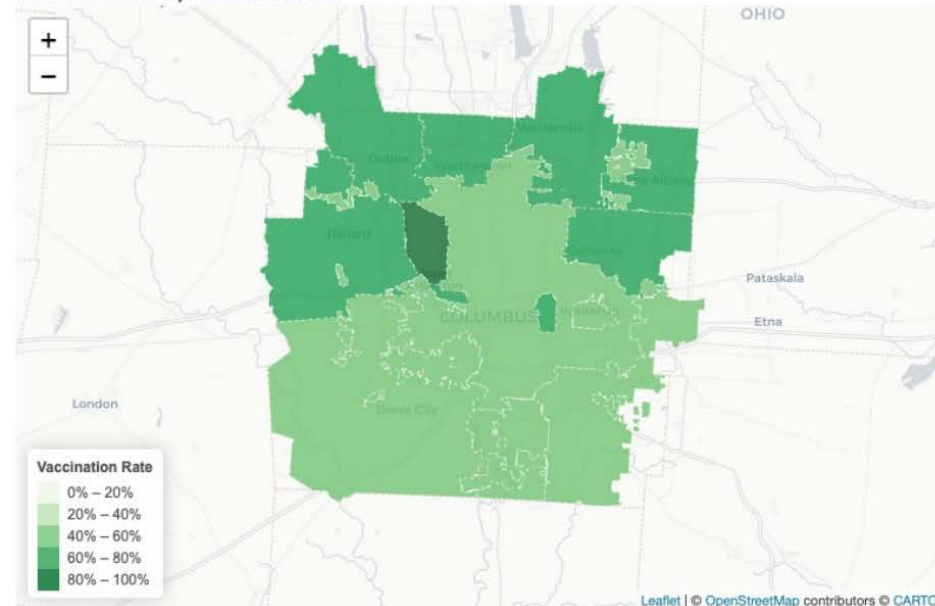 OHIO
+
−
Westerville
Dublin
Worthington
New Albany
Hilliard
Gahanna
Pataskala
COLUMBUS
Whitehall
Etna
London
Grove City
Vaccination Rate
0% – 20%
20% – 40%
40% – 60%
60% – 80%
80% – 100%
Leaflet | © OpenStreetMap contributors © CARTO